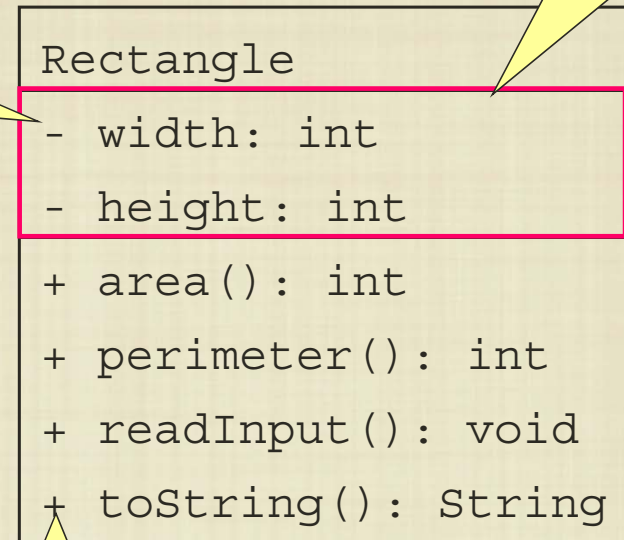 Rectangle
- width: int
- height: int
+ area(): int
+ perimeter(): int
+ readInput(): void
+ toString(): String